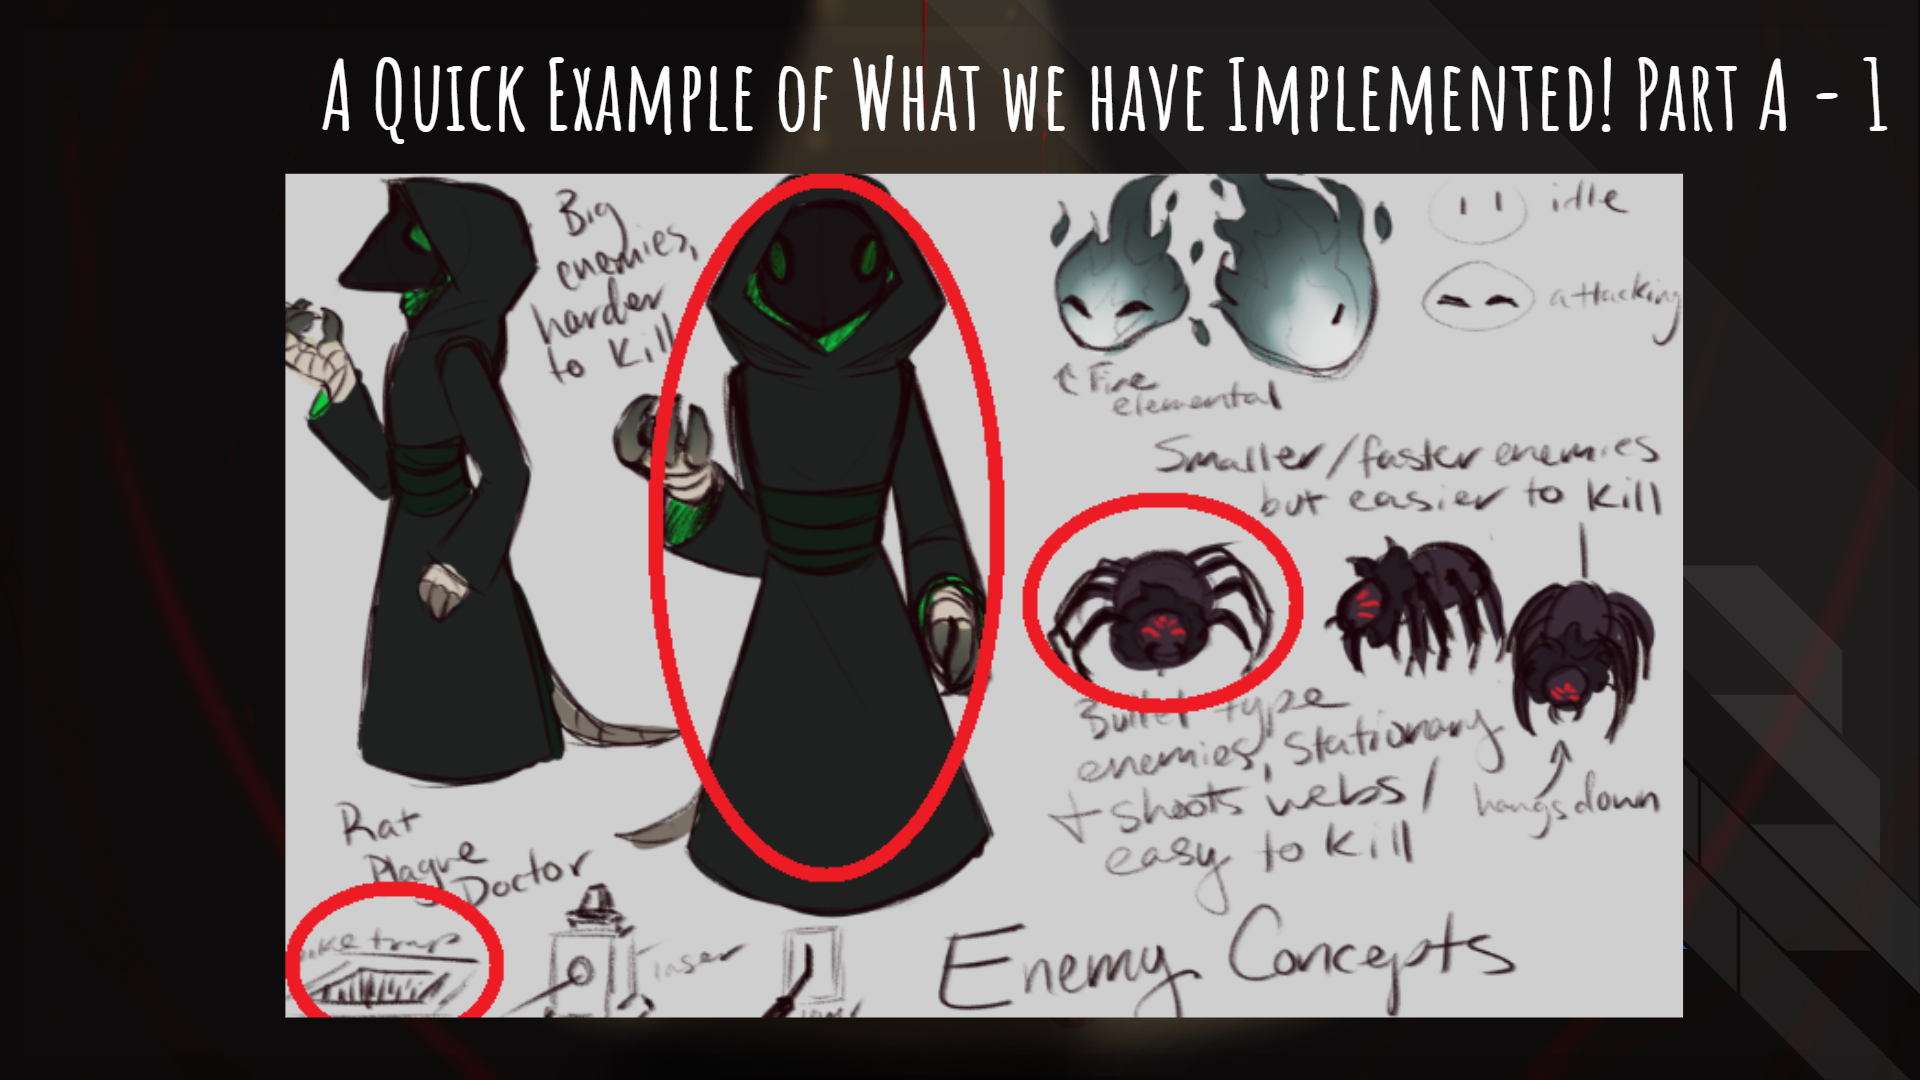 A Quick Example of What we have Implemented! Part A - 1
Big
enemies,
harder
to kill
idle
attacking
↑ Fire
elemental
Smaller/faster enemies
but easier to kill
Bullet type
enemies, stationary
+ shoots webs/
easy to kill
hangs down
Rat
Plague
Doctor
trap
laser
Enemy Concepts